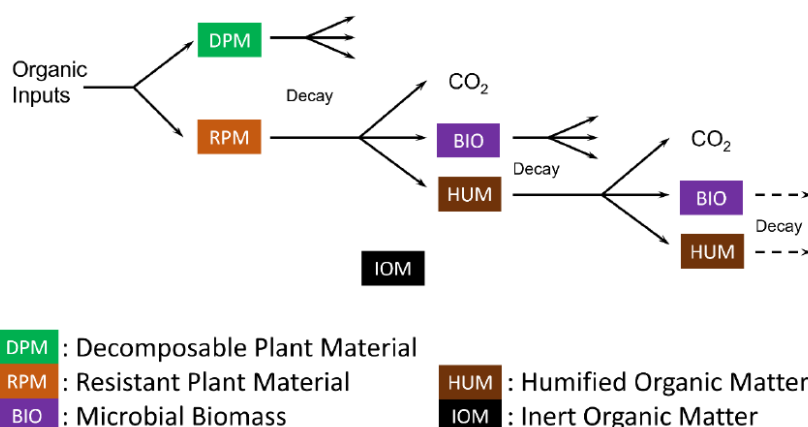 DPM
Organic
Inputs
Decay
CO2
RPM
BIO
Decay
CO2
HUM
BIO
Decay
HUM
IOM
DPM : Decomposable Plant Material
RPM : Resistant Plant Material
HUM : Humified Organic Matter
BIO : Microbial Biomass
IOM : Inert Organic Matter